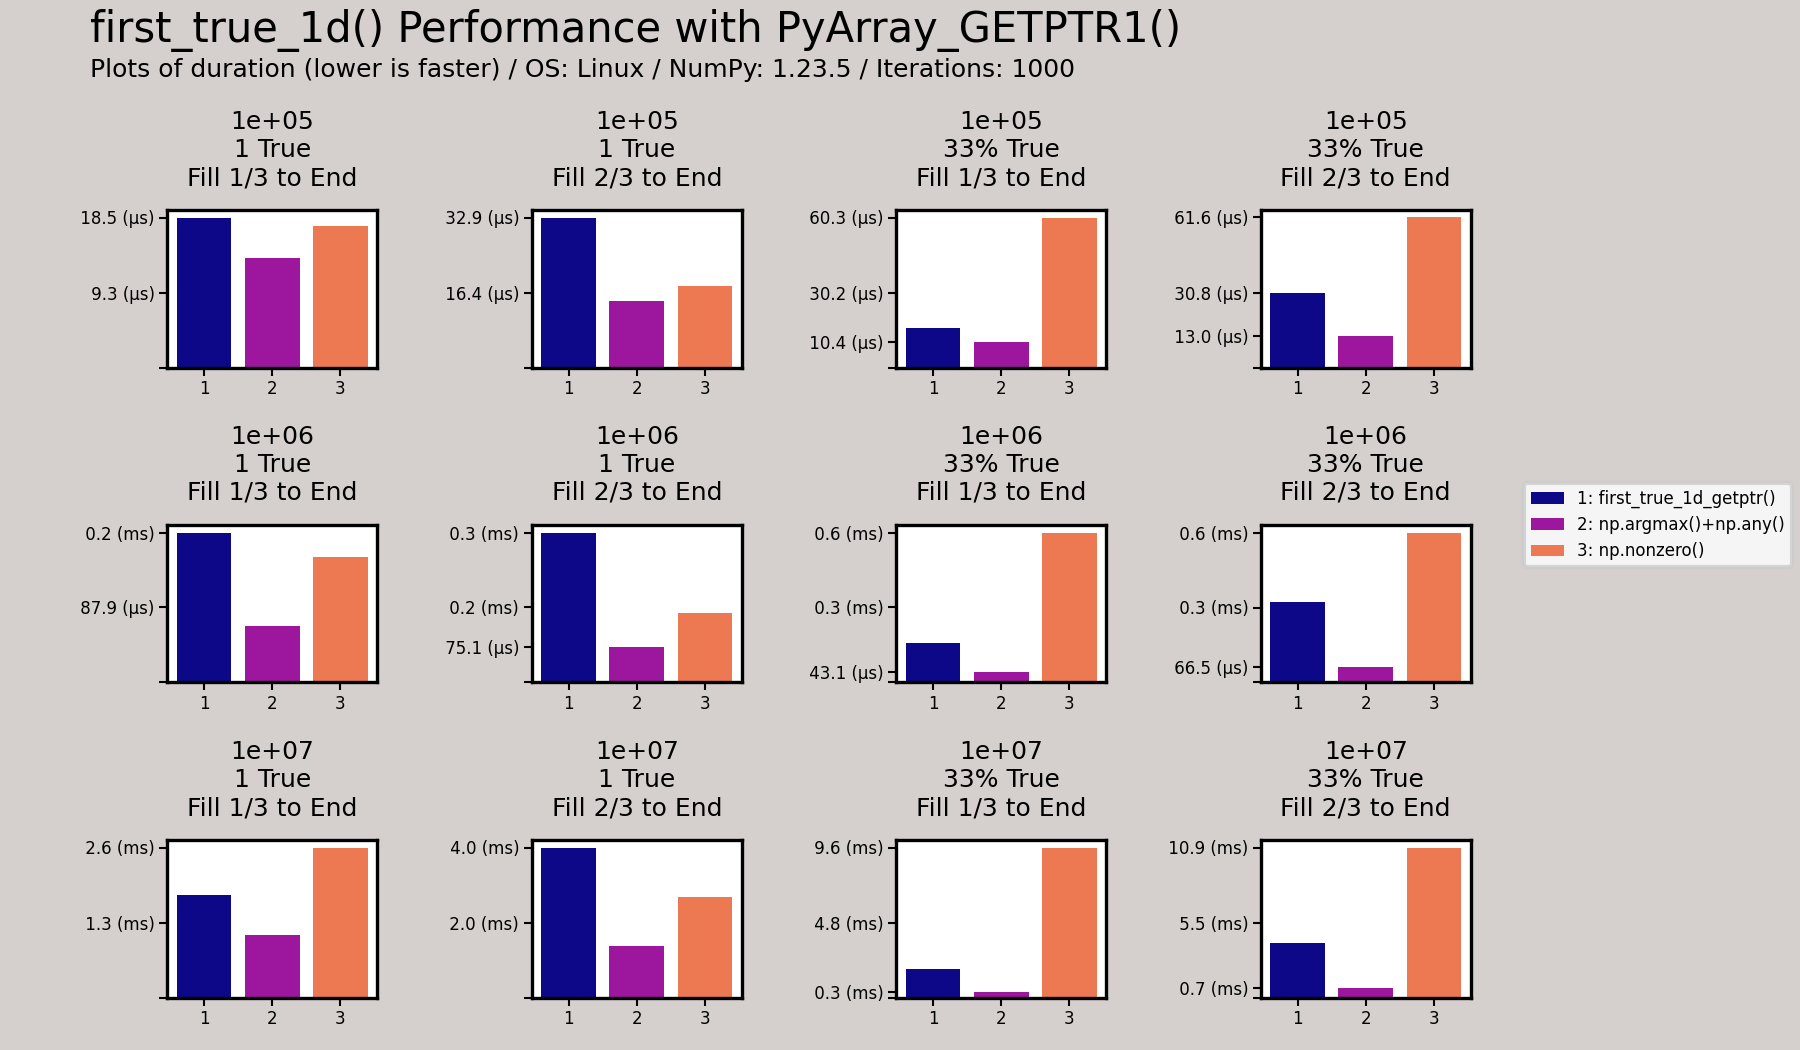 first_true_1d() Performance with PyArray_GETPTR1()
Plots of duration (lower is faster) / OS: Linux / NumPy: 1.23.5 / Iterations: 1000
1e+05
1 True
Fill 1/3 to End
18.5 (µs)
9.3 (µs)
1 2 3
1e+05
1 True
Fill 2/3 to End
32.9 (µs)
16.4 (µs)
1 2 3
1e+05
33% True
Fill 1/3 to End
60.3 (µs)
30.2 (µs)
10.4 (µs)
1 2 3
1e+05
33% True
Fill 2/3 to End
61.6 (µs)
30.8 (µs)
13.0 (µs)
1 2 3
1e+06
1 True
Fill 1/3 to End
0.2 (ms)
87.9 (µs)
1 2 3
1e+06
1 True
Fill 2/3 to End
0.3 (ms)
0.2 (ms)
75.1 (µs)
1 2 3
1e+06
33% True
Fill 1/3 to End
0.6 (ms)
0.3 (ms)
43.1 (µs)
1 2 3
1e+06
33% True
Fill 2/3 to End
0.6 (ms)
0.3 (ms)
66.5 (µs)
1 2 3
1: first_true_1d_getptr()
2: np.argmax()+np.any()
3: np.nonzero()
1e+07
1 True
Fill 1/3 to End
2.6 (ms)
1.3 (ms)
1 2 3
1e+07
1 True
Fill 2/3 to End
4.0 (ms)
2.0 (ms)
1 2 3
1e+07
33% True
Fill 1/3 to End
9.6 (ms)
4.8 (ms)
0.3 (ms)
1 2 3
1e+07
33% True
Fill 2/3 to End
10.9 (ms)
5.5 (ms)
0.7 (ms)
1 2 3